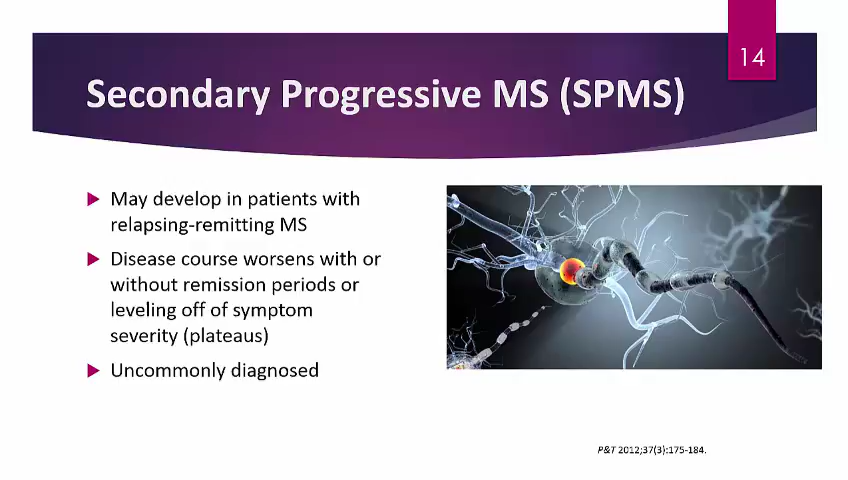 14
Secondary Progressive MS (SPMS)
May develop in patients with
relapsing-remitting MS
Disease course worsens with or
without remission periods or
leveling off of symptom
severity (plateaus)
Uncommonly diagnosed
P&T 2012;37(3):175-184.